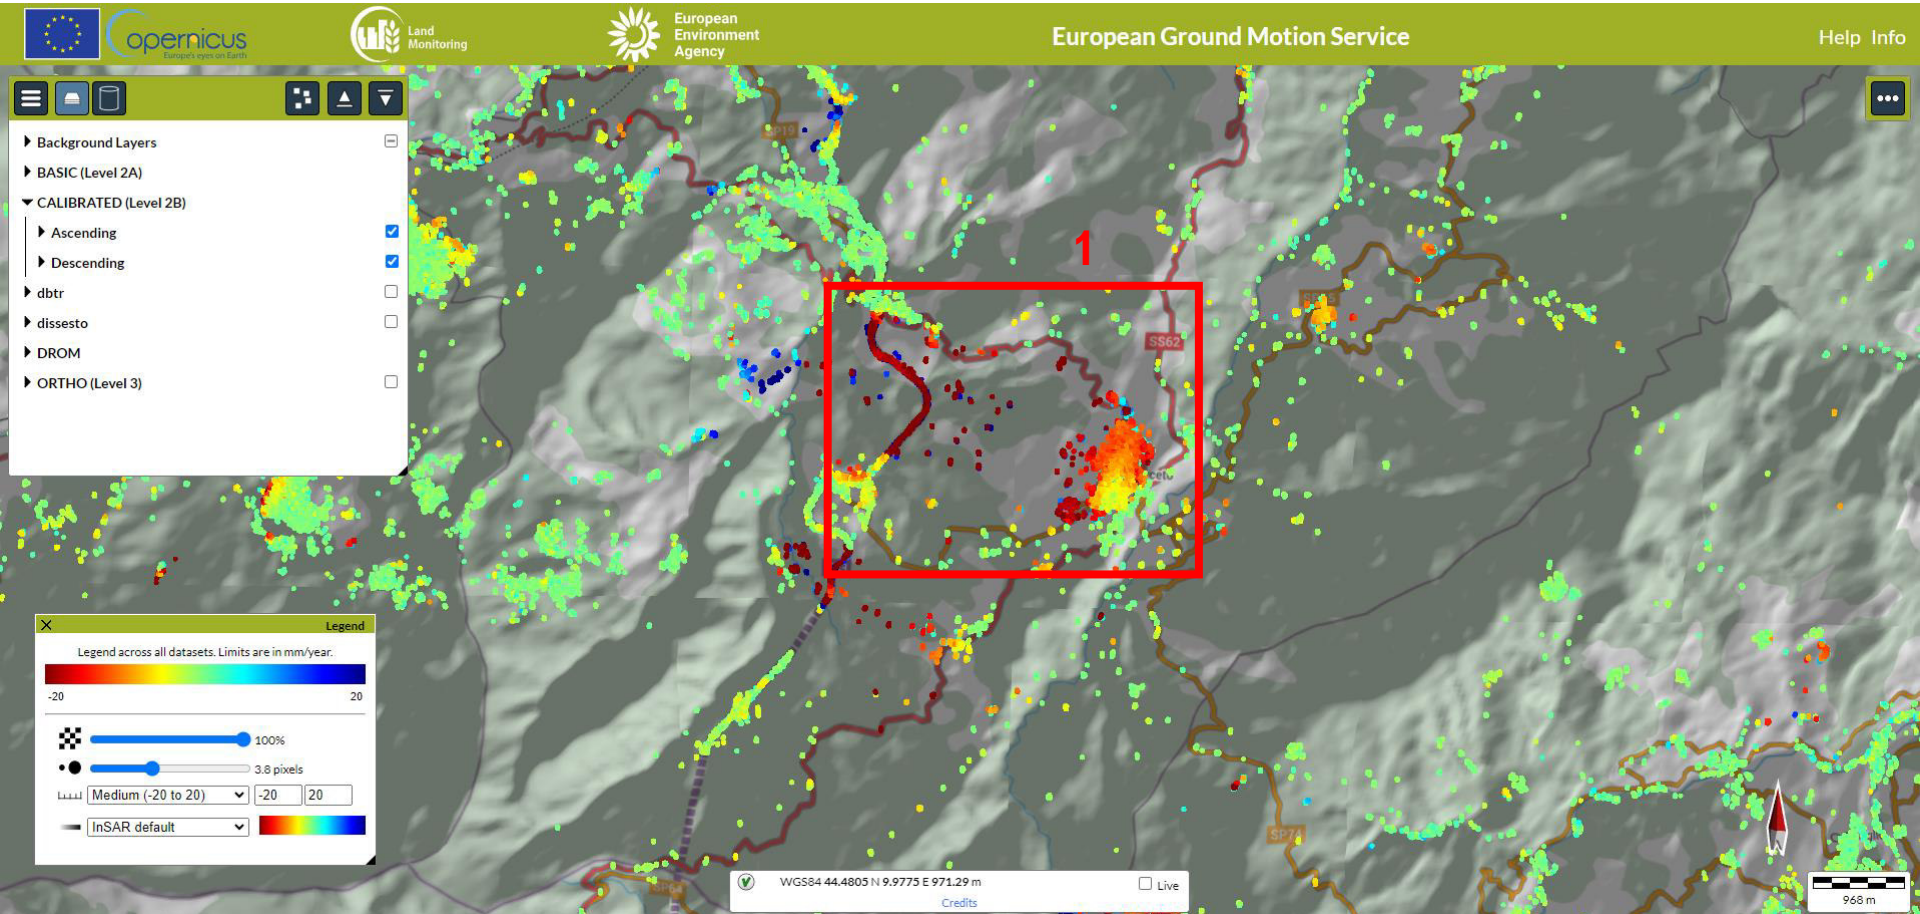 Copernicus
Europe's eyes on Earth
Land
Monitoring
European
Environment
Agency
European Ground Motion Service
Help Info
Background Layers
BASIC (Level 2A)
CALIBRATED (Level 2B)
Ascending
Descending
dbtr
dissesto
DROM
ORTHO (Level 3)
SP19
1
SS62
Legend
Legend across all datasets. Limits are in mm/year.
-20 20
100%
3.8 pixels
Medium (-20 to 20) -20 20
InSAR default
SP74
WGS84 44.4805 N 9.9775 E 971.29 m
Live
Credits
968 m